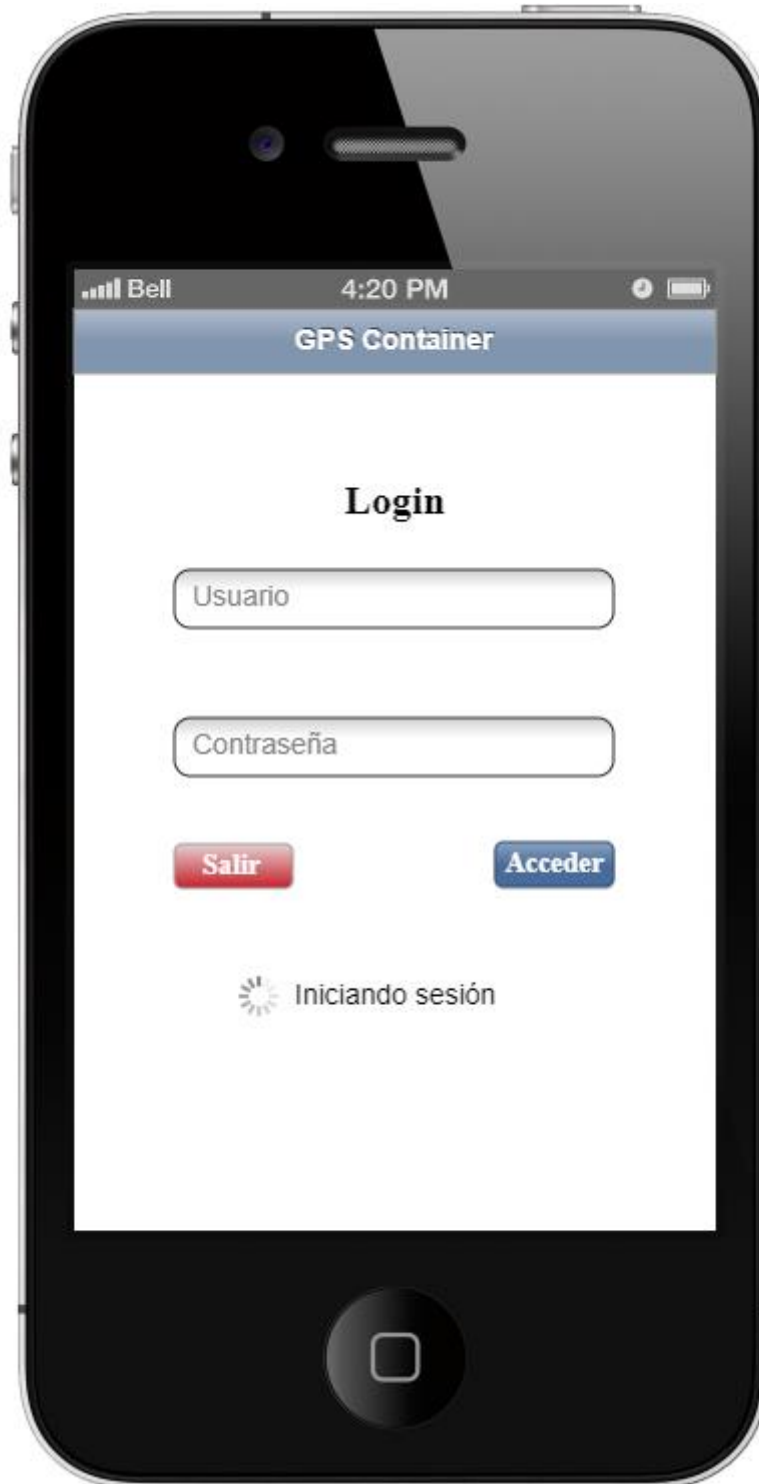 Bell 4:20 PM
GPS Container
Login
Usuario
Contraseña
Salir Acceder
Iniciando sesión